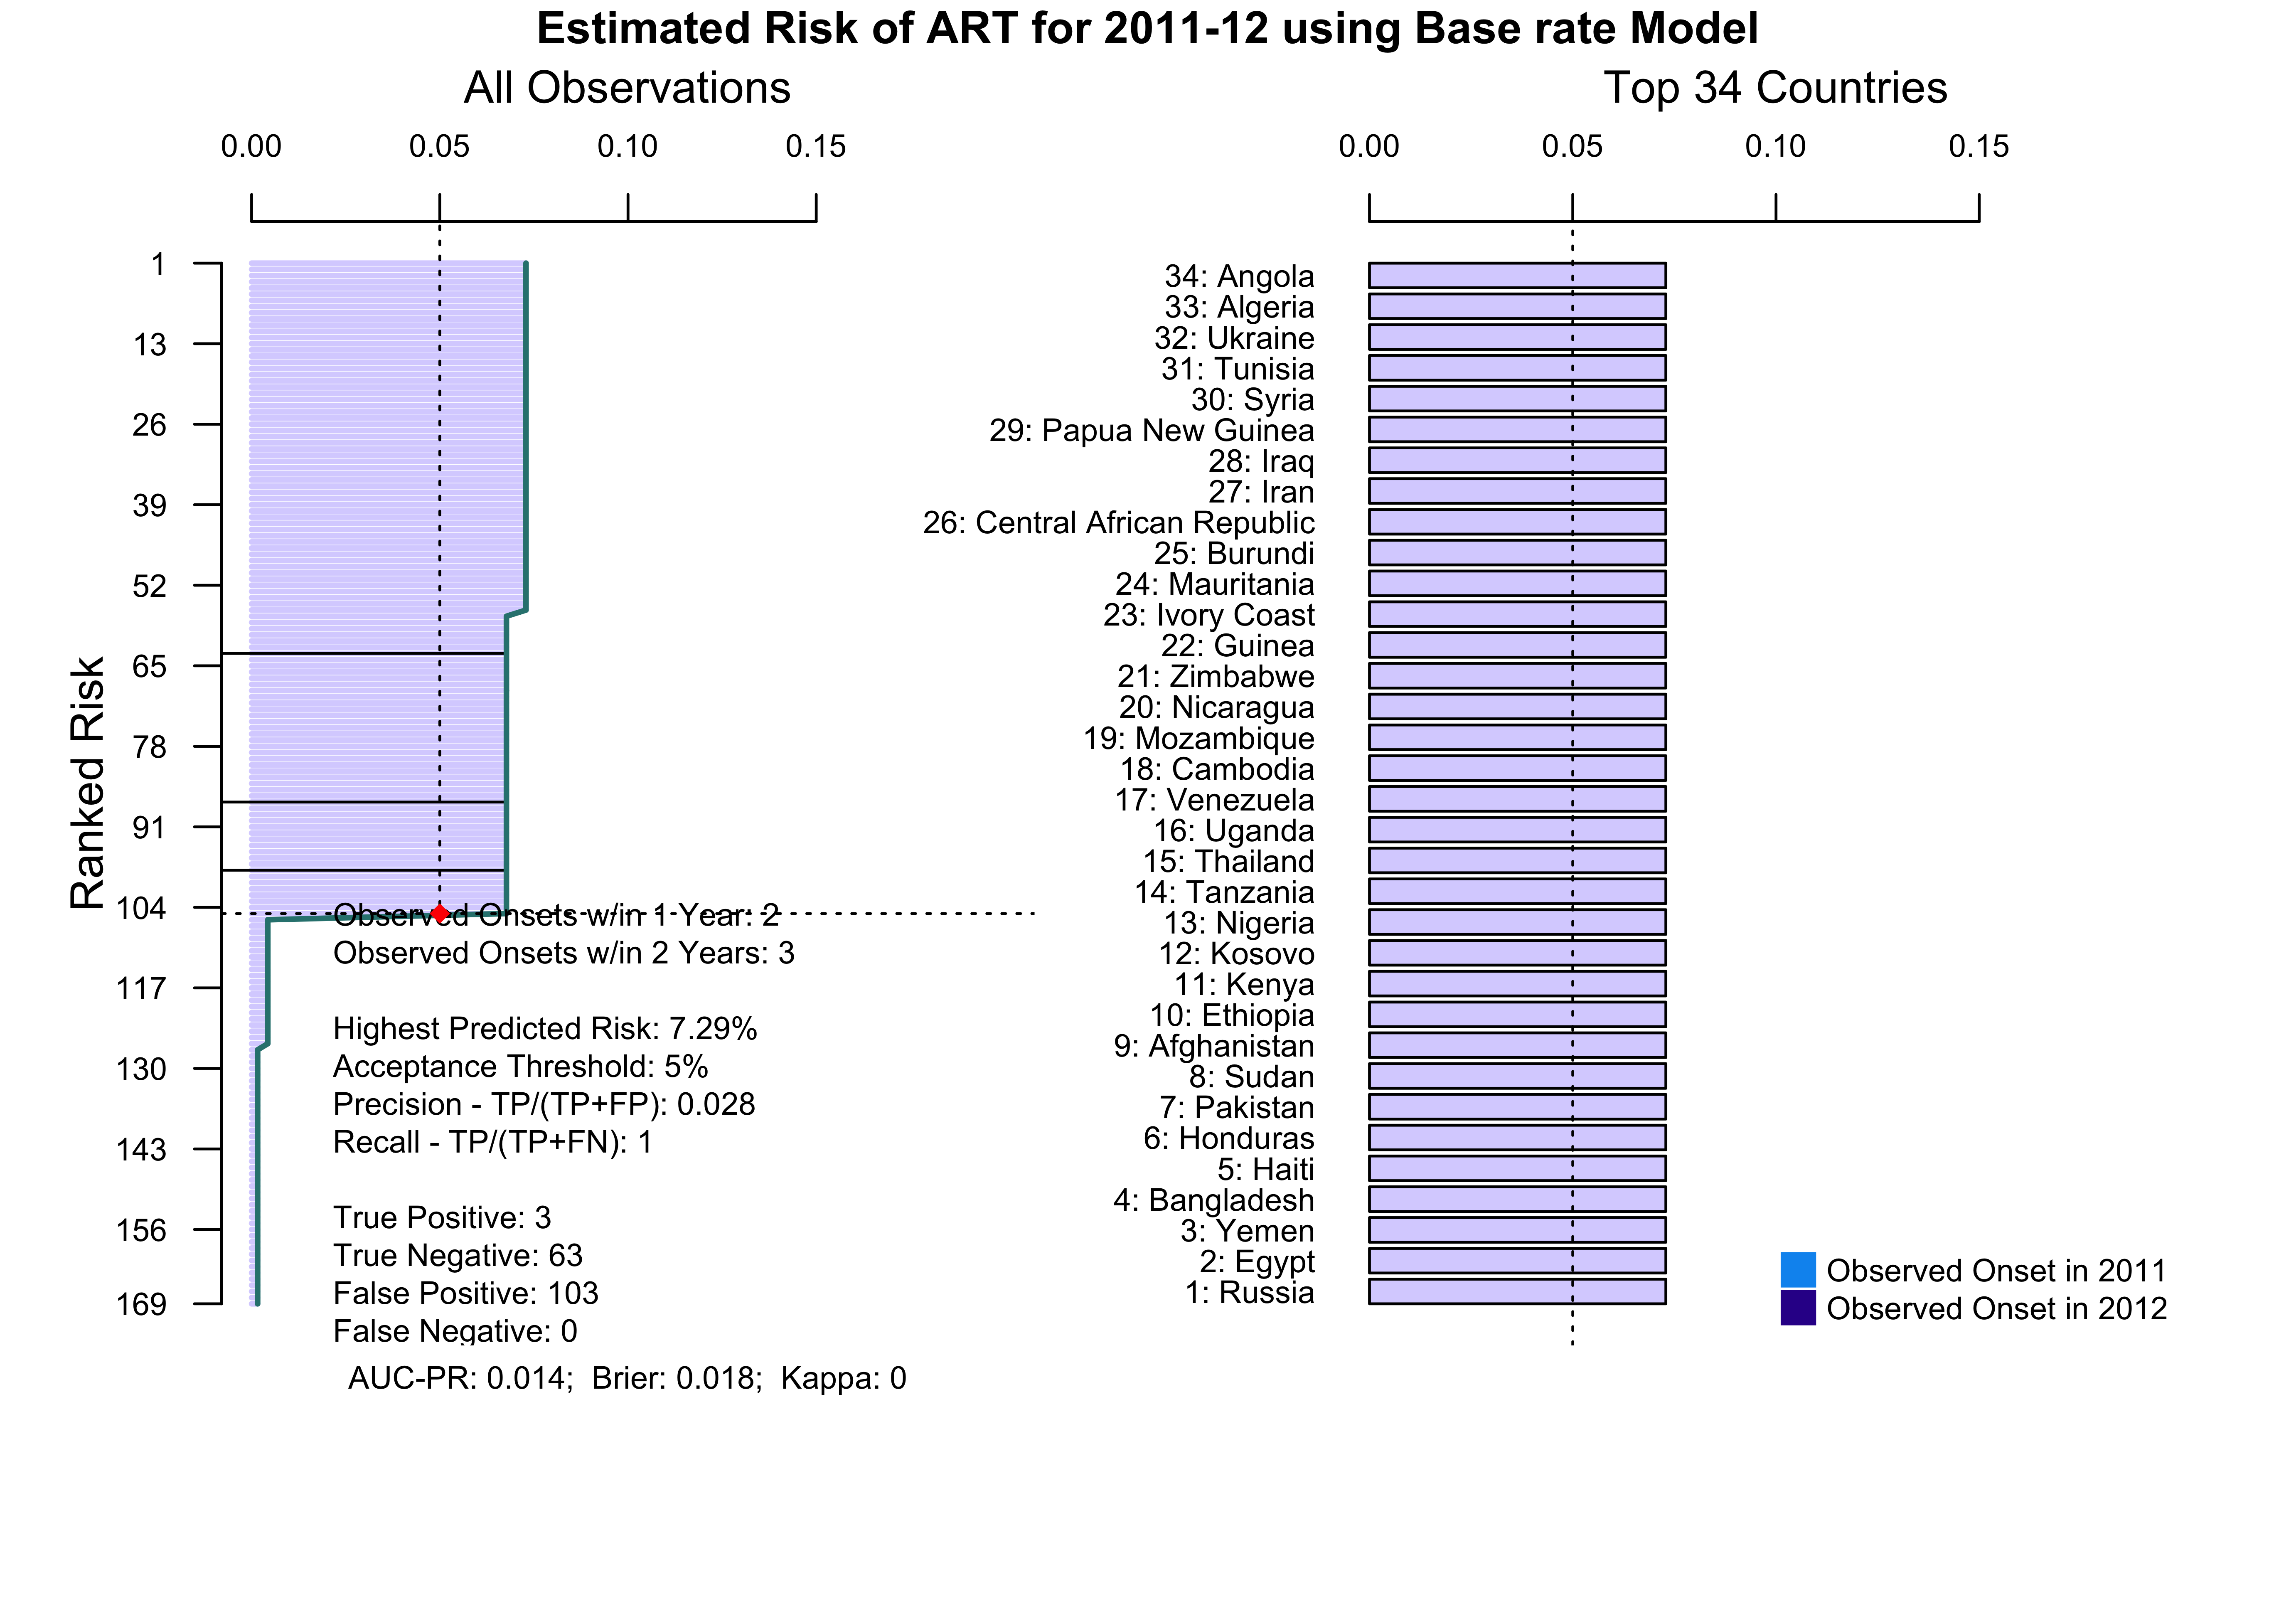 Estimated Risk of ART for 2011-12 using Base rate Model
All Observations
0.00 0.05 0.10 0.15
Ranked Risk
1
13
26
39
52
65
78
91
104
117
130
143
156
169
Observed Onsets w/in 1 Year: 2
Observed Onsets w/in 2 Years: 3
Highest Predicted Risk: 7.29%
Acceptance Threshold: 5%
Precision - TP/(TP+FP): 0.028
Recall - TP/(TP+FN): 1
True Positive: 3
True Negative: 63
False Positive: 103
False Negative: 0
AUC-PR: 0.014; Brier: 0.018; Kappa: 0
Top 34 Countries
0.00 0.05 0.10 0.15
34: Angola
33: Algeria
32: Ukraine
31: Tunisia
30: Syria
29: Papua New Guinea
28: Iraq
27: Iran
26: Central African Republic
25: Burundi
24: Mauritania
23: Ivory Coast
22: Guinea
21: Zimbabwe
20: Nicaragua
19: Mozambique
18: Cambodia
17: Venezuela
16: Uganda
15: Thailand
14: Tanzania
13: Nigeria
12: Kosovo
11: Kenya
10: Ethiopia
9: Afghanistan
8: Sudan
7: Pakistan
6: Honduras
5: Haiti
4: Bangladesh
3: Yemen
2: Egypt
1: Russia
Observed Onset in 2011
Observed Onset in 2012